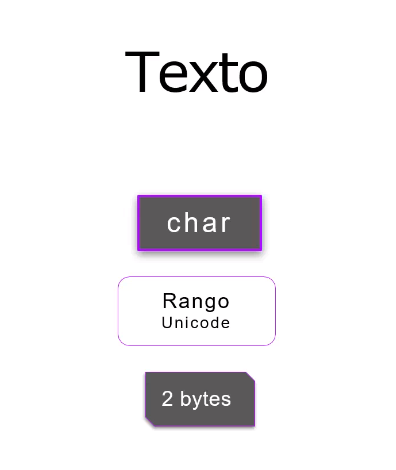 Texto
char
Rango
Unicode
2 bytes